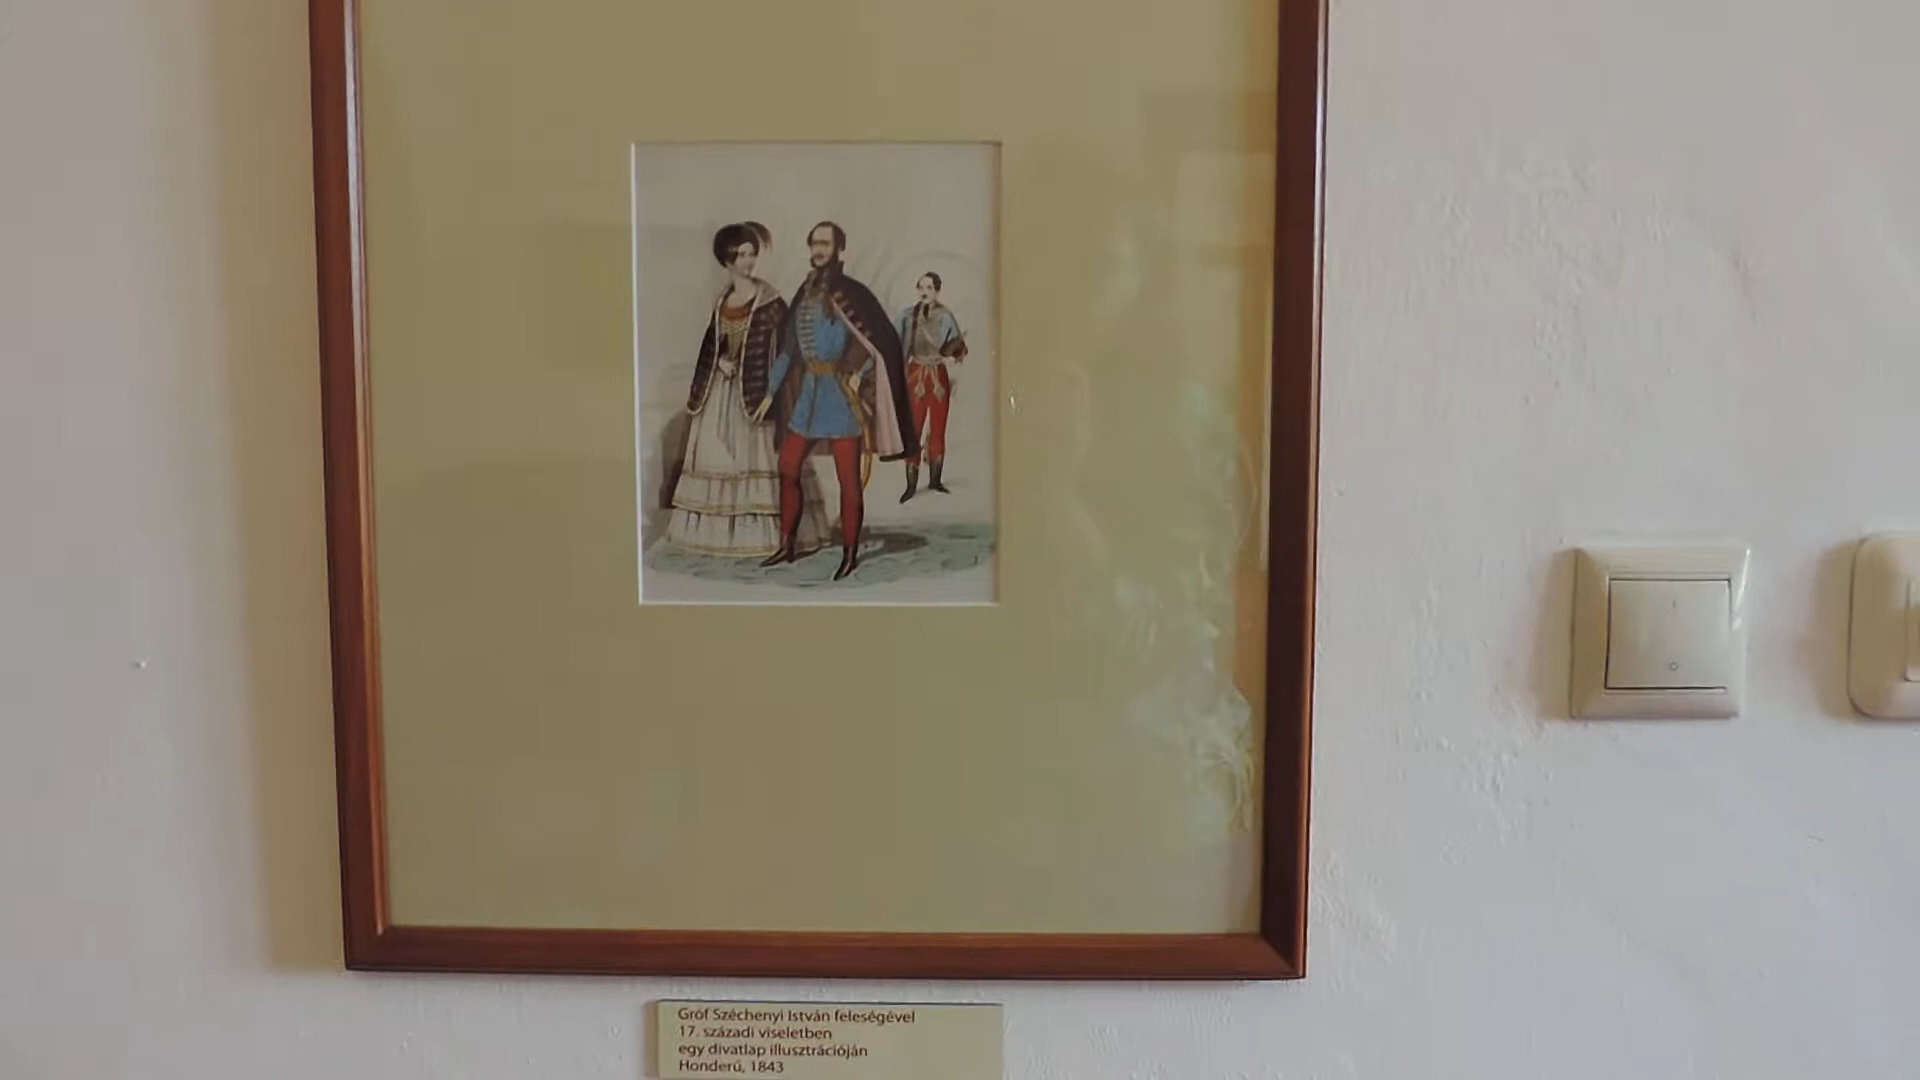 Gróf Széchenyi István feleségével
17. századi viseletben
egy divatlap illusztrációján
Honderű, 1843